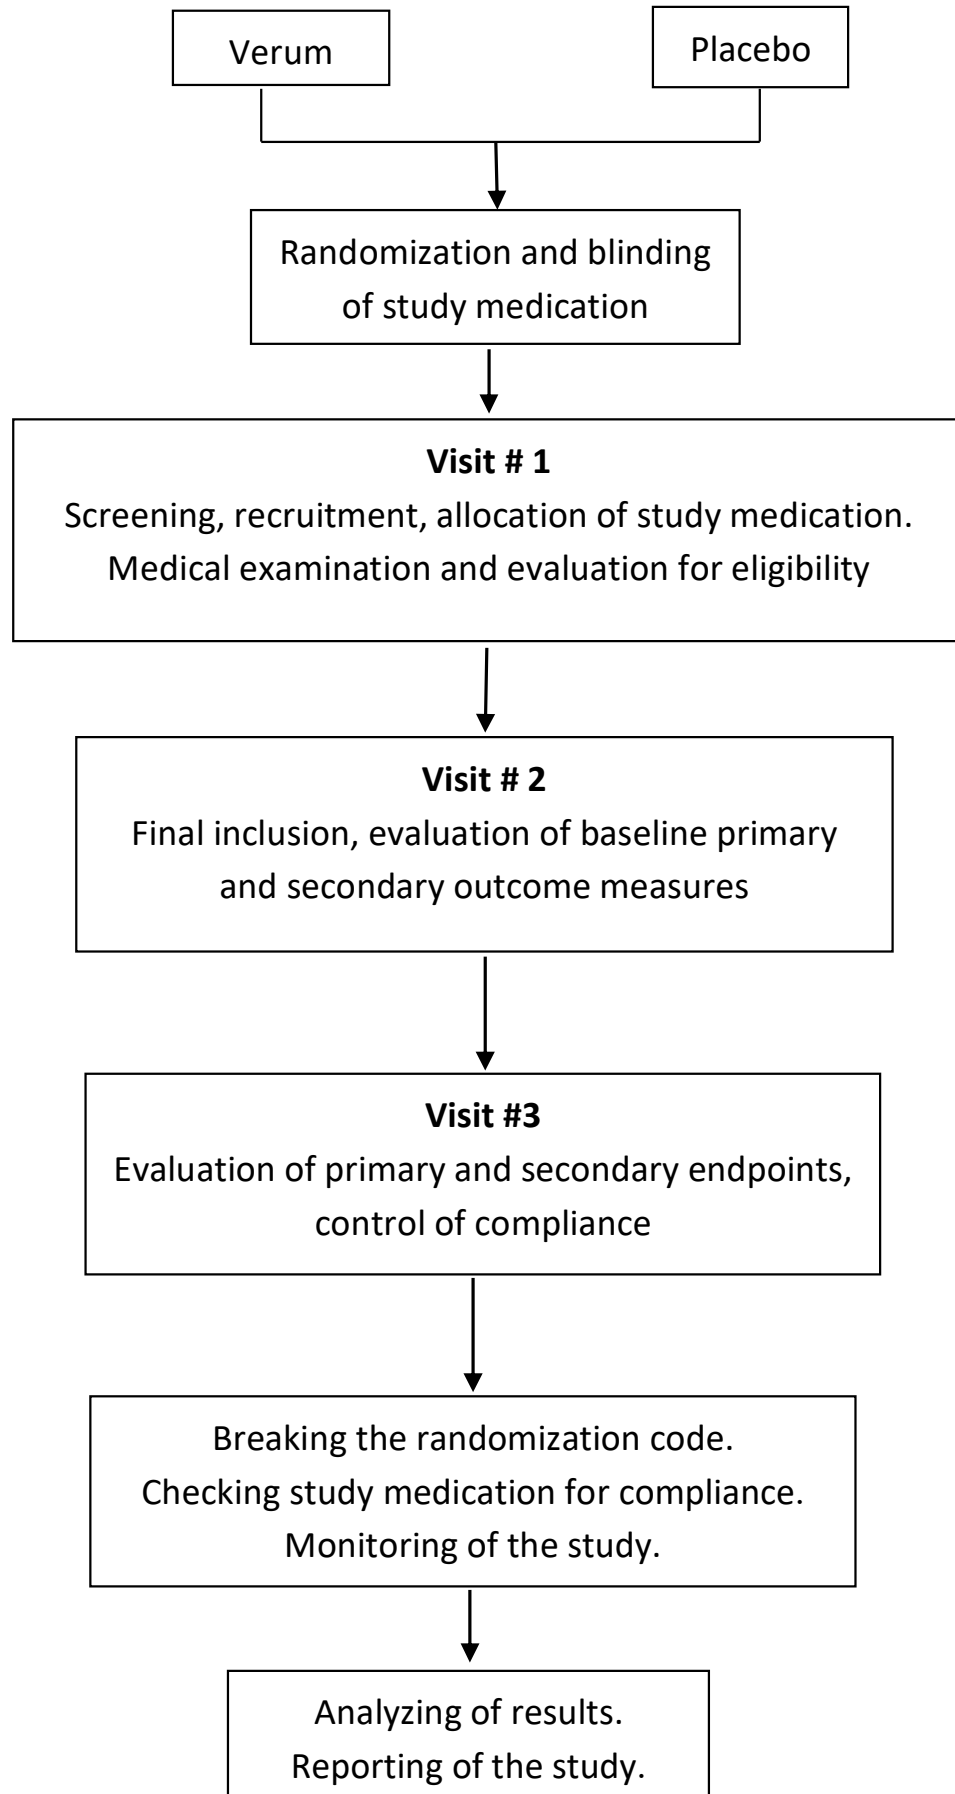 Verum
Placebo
Randomization and blinding
of study medication
Visit # 1
Screening, recruitment, allocation of study medication.
Medical examination and evaluation for eligibility
Visit # 2
Final inclusion, evaluation of baseline primary
and secondary outcome measures
Visit #3
Evaluation of primary and secondary endpoints,
control of compliance
Breaking the randomization code.
Checking study medication for compliance.
Monitoring of the study.
Analyzing of results.
Reporting of the study.